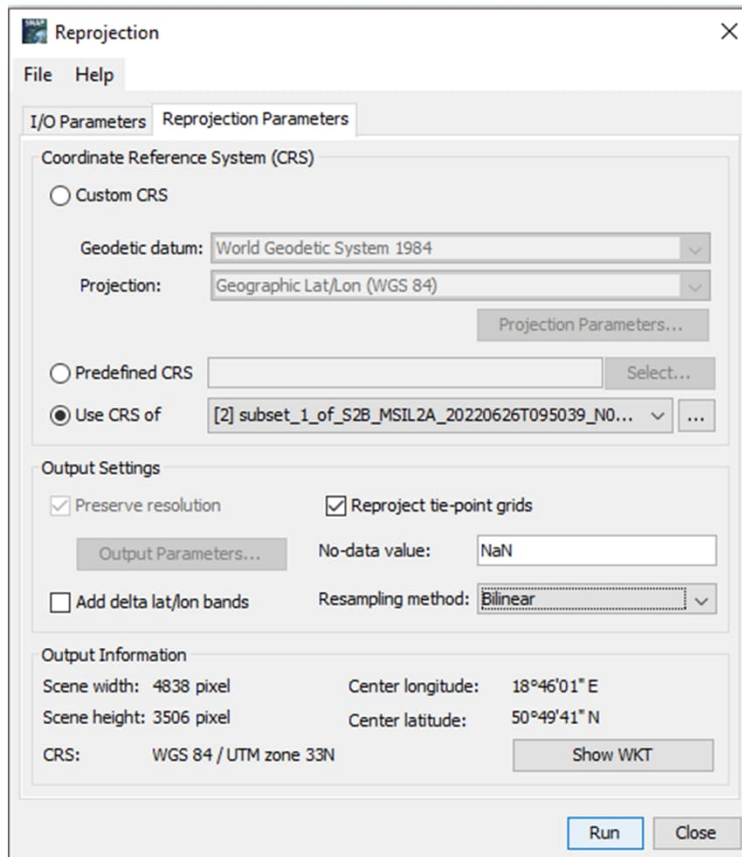 SNAP
Reprojection
File Help
I/O Parameters Reprojection Parameters
Coordinate Reference System (CRS)
Custom CRS
Geodetic datum: World Geodetic System 1984
Projection: Geographic Lat/Lon (WGS 84)
Projection Parameters...
Predefined CRS Select...
Use CRS of [2] subset_1_of_S2B_MSIL2A_20220626T095039_N0... ...
Output Settings
Preserve resolution Reproject tie-point grids
Output Parameters... No-data value: NaN
Add delta lat/lon bands Resampling method: Bilinear
Output Information
Scene width: 4838 pixel Center longitude: 18°46'01" E
Scene height: 3506 pixel Center latitude: 50°49'41" N
CRS: WGS 84 / UTM zone 33N Show WKT
Run Close